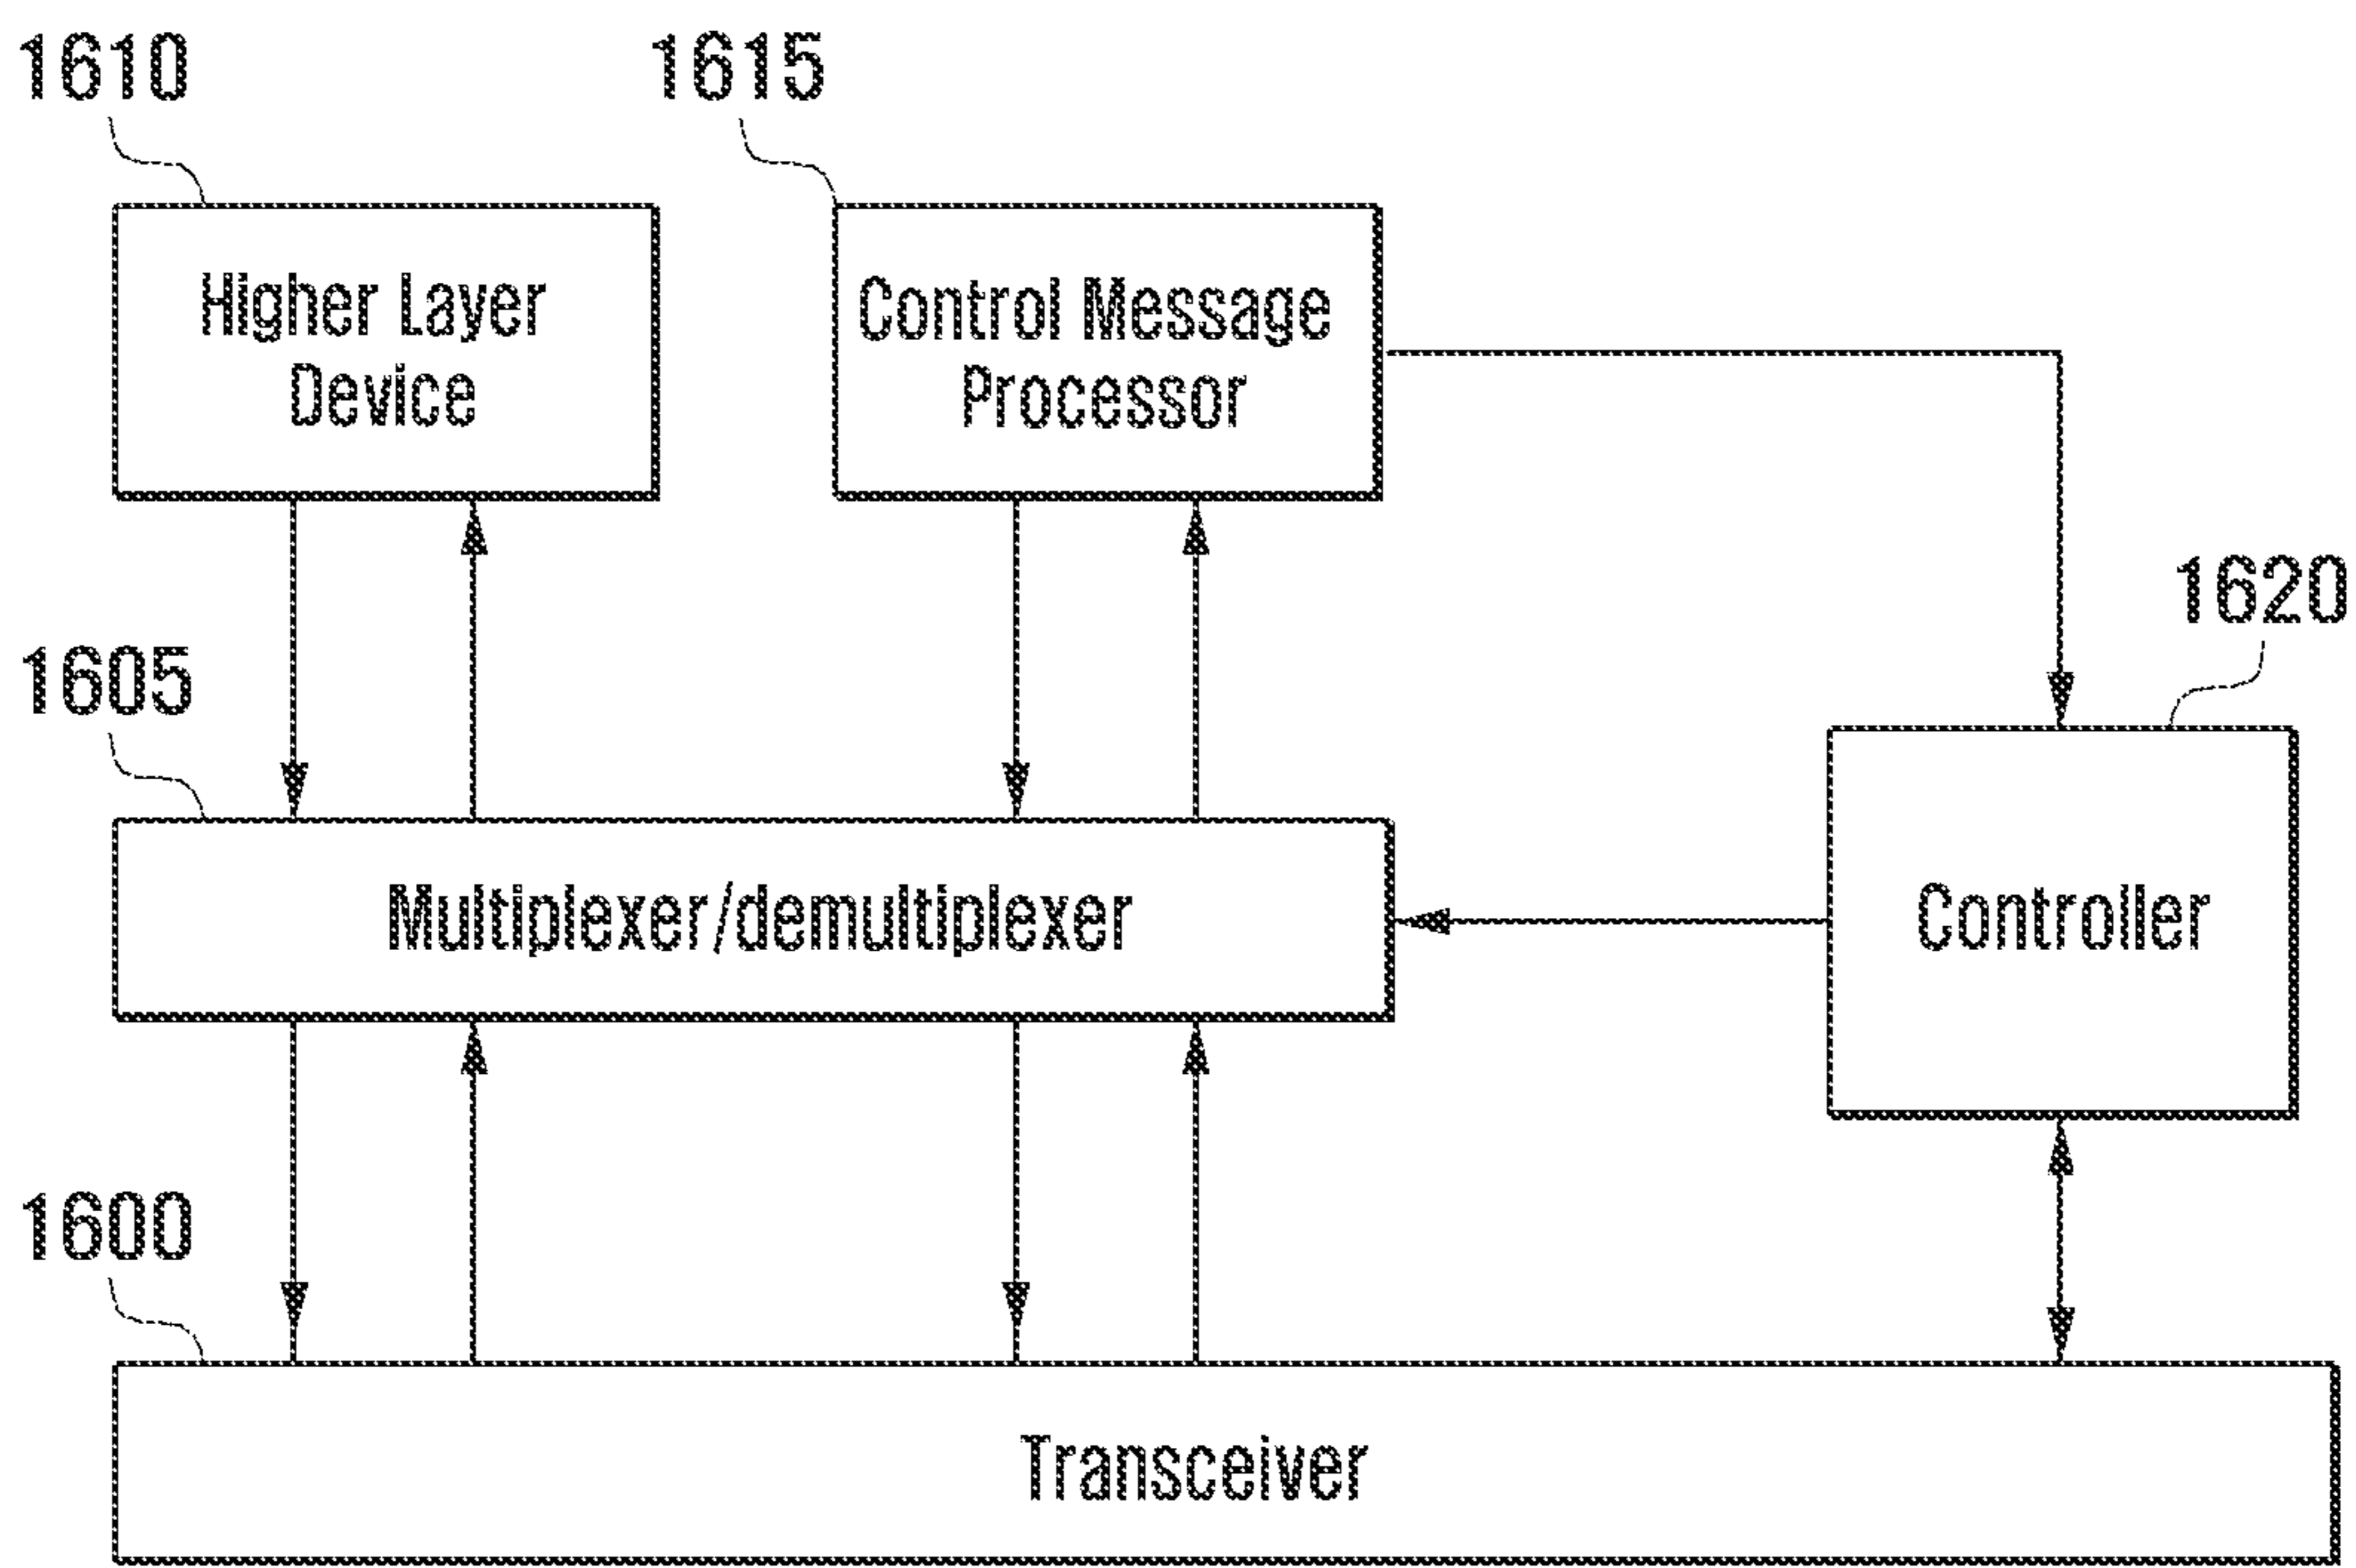 1610
1615
Higher Layer
Device
Control Message
Processor
1620
1605
Multiplexer/demultiplexer
Controller
1600
Transceiver